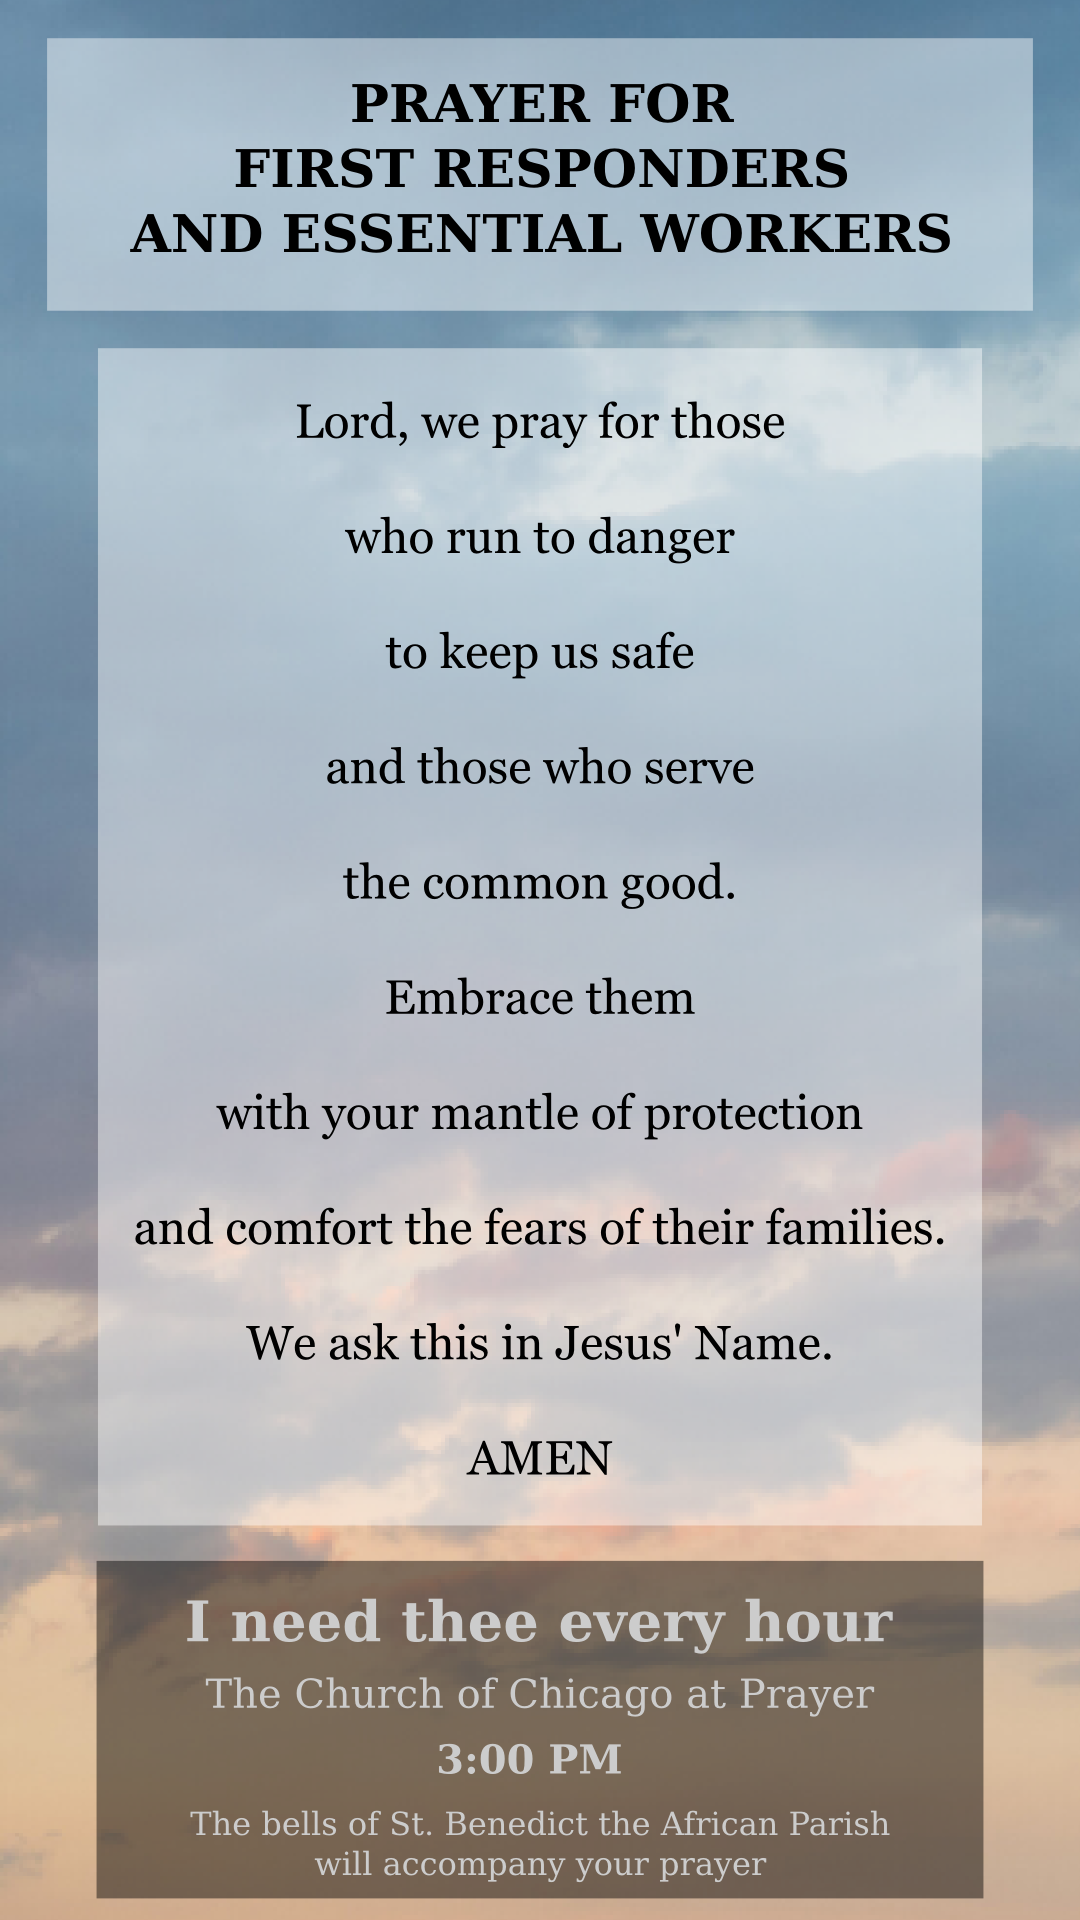 PRAYER FOR
FIRST RESPONDERS
AND ESSENTIAL WORKERS
Lord, we pray for those
who run to danger
to keep us safe
and those who serve
the common good.
Embrace them
with your mantle of protection
and comfort the fears of their families.
We ask this in Jesus' Name.
AMEN
I need thee every hour
The Church of Chicago at Prayer
3:00 PM
The bells of St. Benedict the African Parish
will accompany your prayer